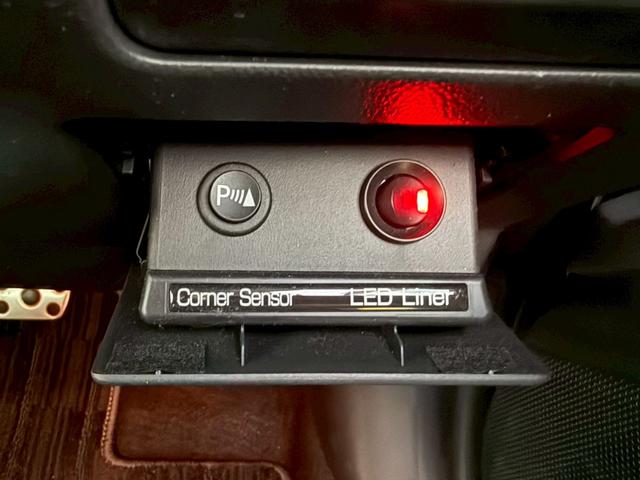 P
Corner Sensor LED Liner